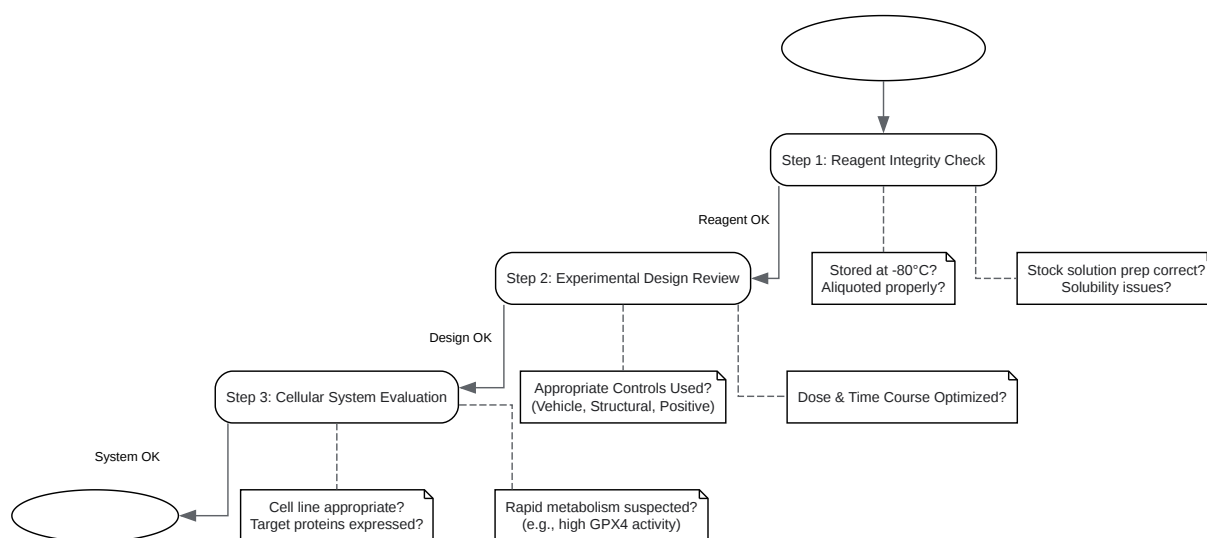 Step 1: Reagent Integrity Check
Reagent OK
Step 2: Experimental Design Review
Stored at -80°C?
Aliquoted properly?
Stock solution prep correct?
Solubility issues?
Design OK
Step 3: Cellular System Evaluation
Appropriate Controls Used?
(Vehicle, Structural, Positive)
Dose & Time Course Optimized?
System OK
Cell line appropriate?
Target proteins expressed?
Rapid metabolism suspected?
(e.g., high GPX4 activity)